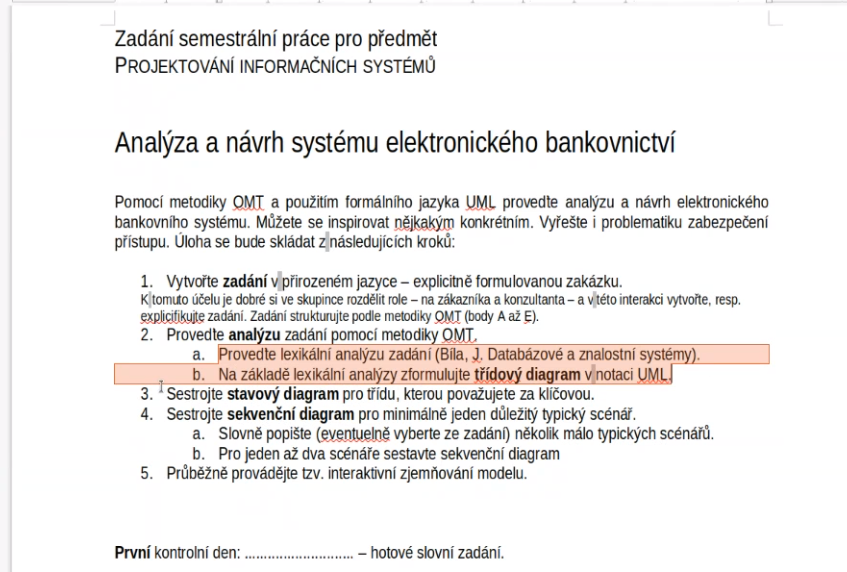 Zadání semestrální práce pro předmět
PROJEKTOVÁNÍ INFORMAČNÍCH SYSTÉMŮ
Analýza a návrh systému elektronického bankovnictví
Pomocí metodiky OMT a použitím formálního jazyka UML proveďte analýzu a návrh elektronického
bankovního systému. Můžete se inspirovat nějkakým konkrétním. Vyřešte i problematiku zabezpečení
přístupu. Úloha se bude skládat z následujících kroků:
1. Vytvořte zadání v přirozeném jazyce – explicitně formulovanou zakázku.
K tomuto účelu je dobré si ve skupince rozdělit role – na zákazníka a konzultanta – a v této interakci vytvořte, resp.
explicifikujte zadání. Zadání strukturujte podle metodiky OMT (body A až E).
2. Proveďte analýzu zadání pomocí metodiky OMT.
a. Proveďte lexikální analýzu zadání (Bíla, J. Databázové a znalostní systémy).
b. Na základě lexikální analýzy zformulujte třídový diagram v notaci UML.
3. Sestrojte stavový diagram pro třídu, kterou považujete za klíčovou.
4. Sestrojte sekvenční diagram pro minimálně jeden důležitý typický scénář.
a. Slovně popište (eventuelně vyberte ze zadání) několik málo typických scénářů.
b. Pro jeden až dva scénáře sestavte sekvenční diagram
5. Průběžně provádějte tzv. interaktivní zjemňování modelu.
První kontrolní den: ............................ – hotové slovní zadání.